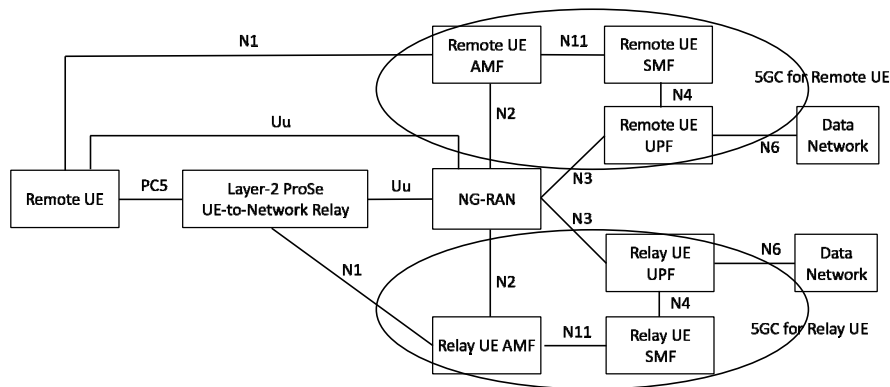 N1
Remote UE
AMF
N11
Remote UE
SMF
5GC for Remote UE
N4
N2
Uu
Remote UE
UPF
N6
Data
Network
N3
Remote UE
PC5
Layer-2 ProSe
UE-to-Network Relay
Uu
NG-RAN
N3
N1
N2
Relay UE
UPF
N6
Data
Network
N4
Relay UE AMF
N11
Relay UE
SMF
5GC for Relay UE